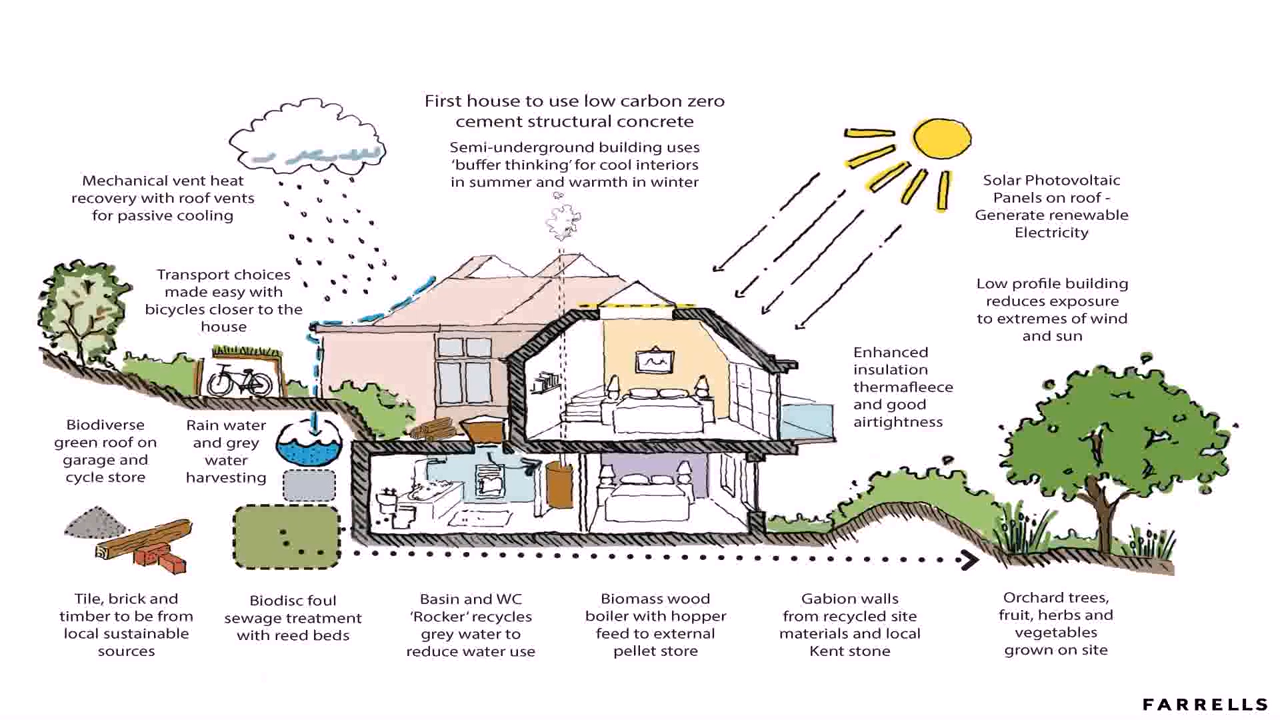 First house to use low carbon zero
cement structural concrete
Semi-underground building uses
‘buffer thinking’ for cool interiors
in summer and warmth in winter
Mechanical vent heat
recovery with roof vents
for passive cooling
Solar Photovoltaic
Panels on roof -
Generate renewable
Electricity
Transport choices
made easy with
bicycles closer to the
house
Low profile building
reduces exposure
to extremes of wind
and sun
Enhanced
insulation
thermafleece
and good
airtightness
Biodiverse
green roof on
garage and
cycle store
Rain water
and grey
water
harvesting
Tile, brick and
timber to be from
local sustainable
sources
Biodisc foul
sewage treatment
with reed beds
Basin and WC
‘Rocker’ recycles
grey water to
reduce water use
Biomass wood
boiler with hopper
feed to external
pellet store
Gabion walls
from recycled site
materials and local
Kent stone
Orchard trees,
fruit, herbs and
vegetables
grown on site
FARRELLS